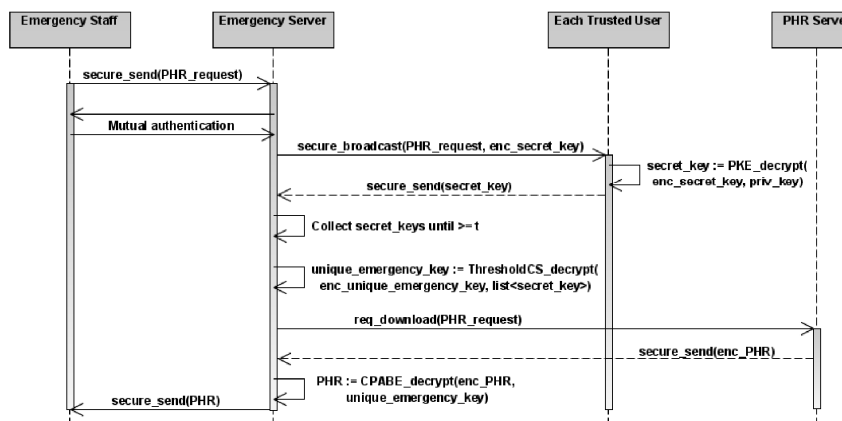 Emergency Staff
Emergency Server
Each Trusted User
PHR Serve
secure_send(PHR_request)
Mutual authentication
secure_broadcast(PHR_request, enc_secret_key)
secret_key := PKE_decrypt(
enc_secret_key, priv_key)
secure_send(secret_key)
Collect secret_keys until >= t
unique_emergency_key := ThresholdCS_decrypt(
enc_unique_emergency_key, list<secret_key>)
req_download(PHR_request)
secure_send(enc_PHR)
PHR := CPABE_decrypt(enc_PHR,
unique_emergency_key)
secure_send(PHR)